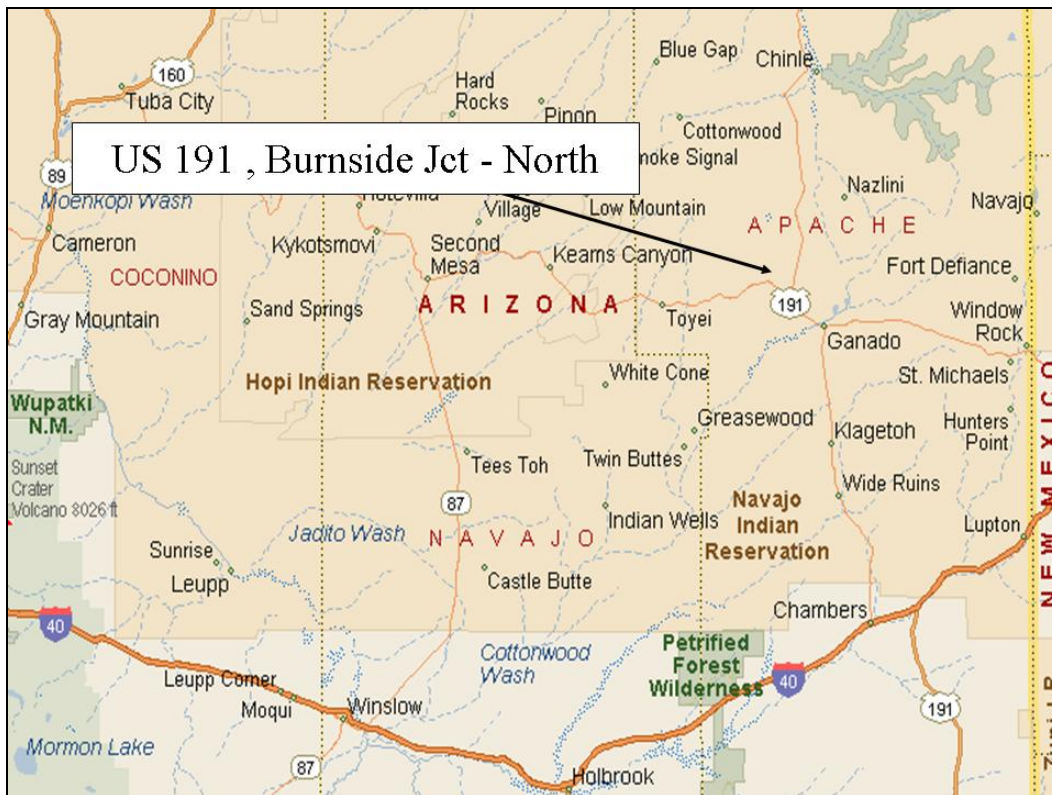 Blue Gap
Chinle
160
Tuba City
Hard
Rocks
Pinon
Cottonwood
US 191 , Burnside Jct - North
moke Signal
89
Moenkopi Wash
Nazlini
Navajo
Hotevilla
Village
Low Mountain
APACHE
Cameron
Kykotsmovi
Second
Mesa
Keams Canyon
Fort Defiance
COCONINO
Sand Springs
ARIZONA
Toyei
191
Window
Rock
Gray Mountain
Ganado
St. Michaels
Hopi Indian Reservation
White Cone
Wupatki
N.M.
Greasewood
Hunters
Point
Klagetoh
Tees Toh
Twin Buttes
Sunset
Crater
Volcano 8026 ft
87
Wide Ruins
Navajo
Indian
Reservation
Indian Wells
Jadito Wash
NAVAJO
Lupton
NEW MEXICO
Sunrise
Leupp
Castle Butte
Chambers
40
Cottonwood
Wash
Petrified
Forest
Wilderness
40
Leupp Corner
Moqui
Winslow
191
Mormon Lake
87
Holbrook